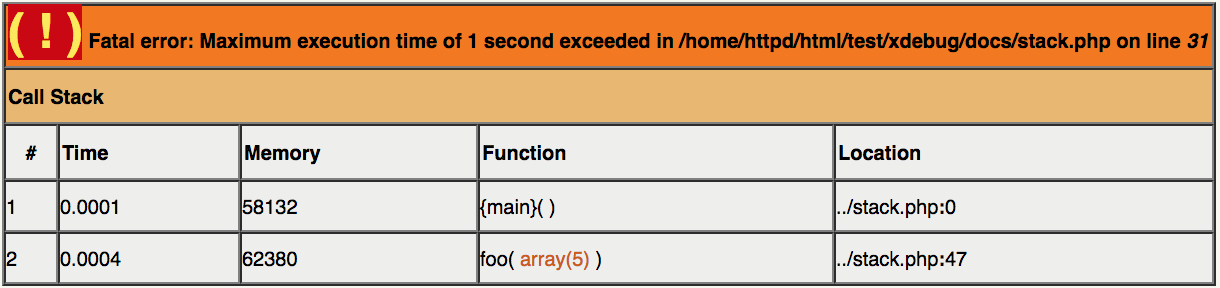 ( ! ) Fatal error: Maximum execution time of 1 second exceeded in /home/httpd/html/test/xdebug/docs/stack.php on line 31
Call Stack
# Time Memory Function Location
1 0.0001 58132 {main}( ) ../stack.php:0
2 0.0004 62380 foo( array(5) ) ../stack.php:47